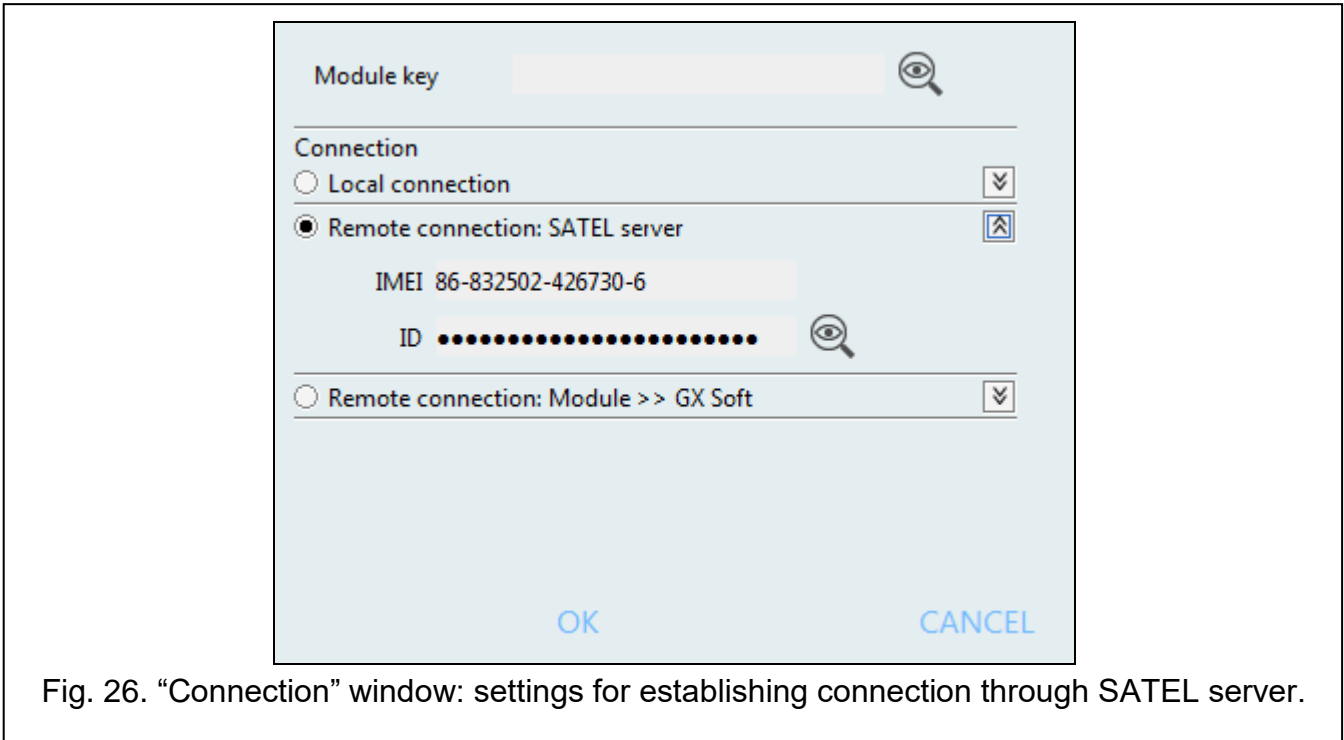 Module key
Connection
Local connection
Remote connection: SATEL server
IMEI 86-832502-426730-6
ID ●●●●●●●●●●●●●●●●●●●●●●●
Remote connection: Module >> GX Soft
OK CANCEL
Fig. 26. “Connection” window: settings for establishing connection through SATEL server.